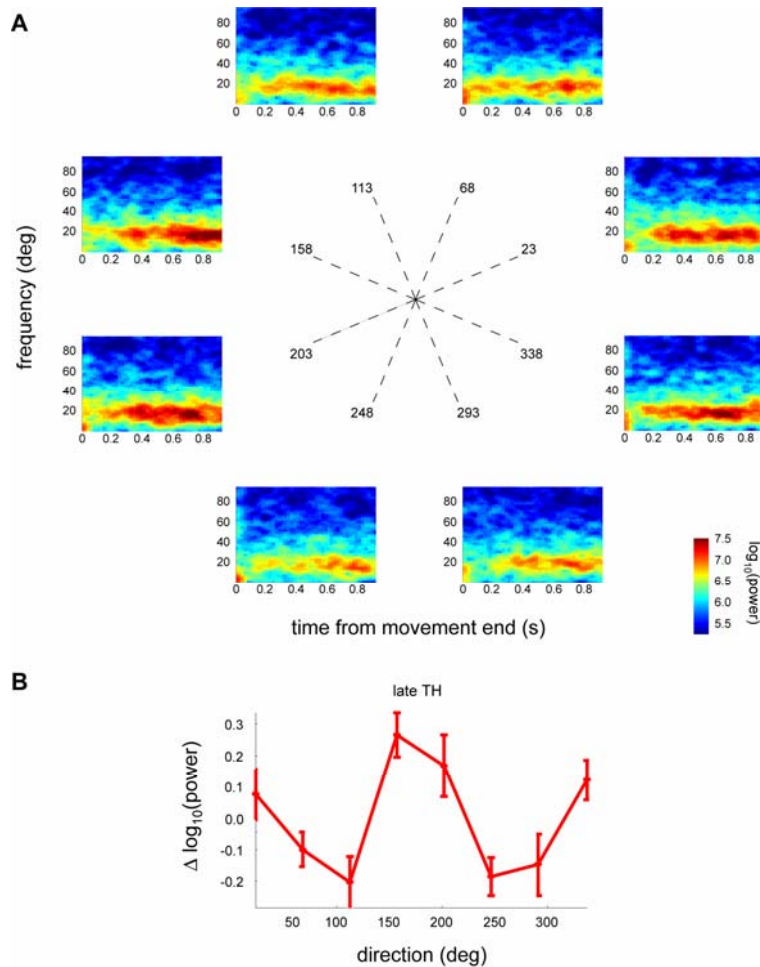 A
80
60
40
20
0 0.2 0.4 0.6 0.8
80
60
40
20
0 0.2 0.4 0.6 0.8
80
60
40
20
0 0.2 0.4 0.6 0.8
113 68
158 23
203 338
248 293
80
60
40
20
0 0.2 0.4 0.6 0.8
frequency (deg)
80
60
40
20
0 0.2 0.4 0.6 0.8
80
60
40
20
0 0.2 0.4 0.6 0.8
80
60
40
20
0 0.2 0.4 0.6 0.8
80
60
40
20
0 0.2 0.4 0.6 0.8
7.5
7.0
6.5
6.0
5.5
log10(power)
time from movement end (s)
B
late TH
0.3
0.2
0.1
0.0
-0.1
-0.2
Δ log10(power)
50 100 150 200 250 300
direction (deg)